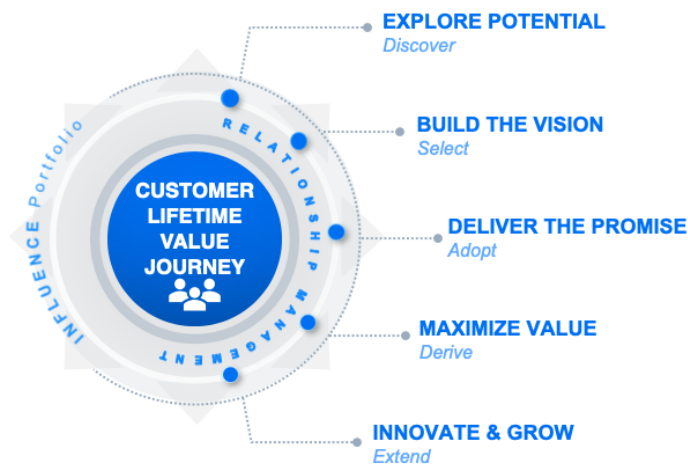 EXPLORE POTENTIAL
Discover
BUILD THE VISION
Select
DELIVER THE PROMISE
Adopt
MAXIMIZE VALUE
Derive
INNOVATE & GROW
Extend
INFLUENCE Portfolio
RELATIONSHIP MANAGEMENT
CUSTOMER
LIFETIME
VALUE
JOURNEY